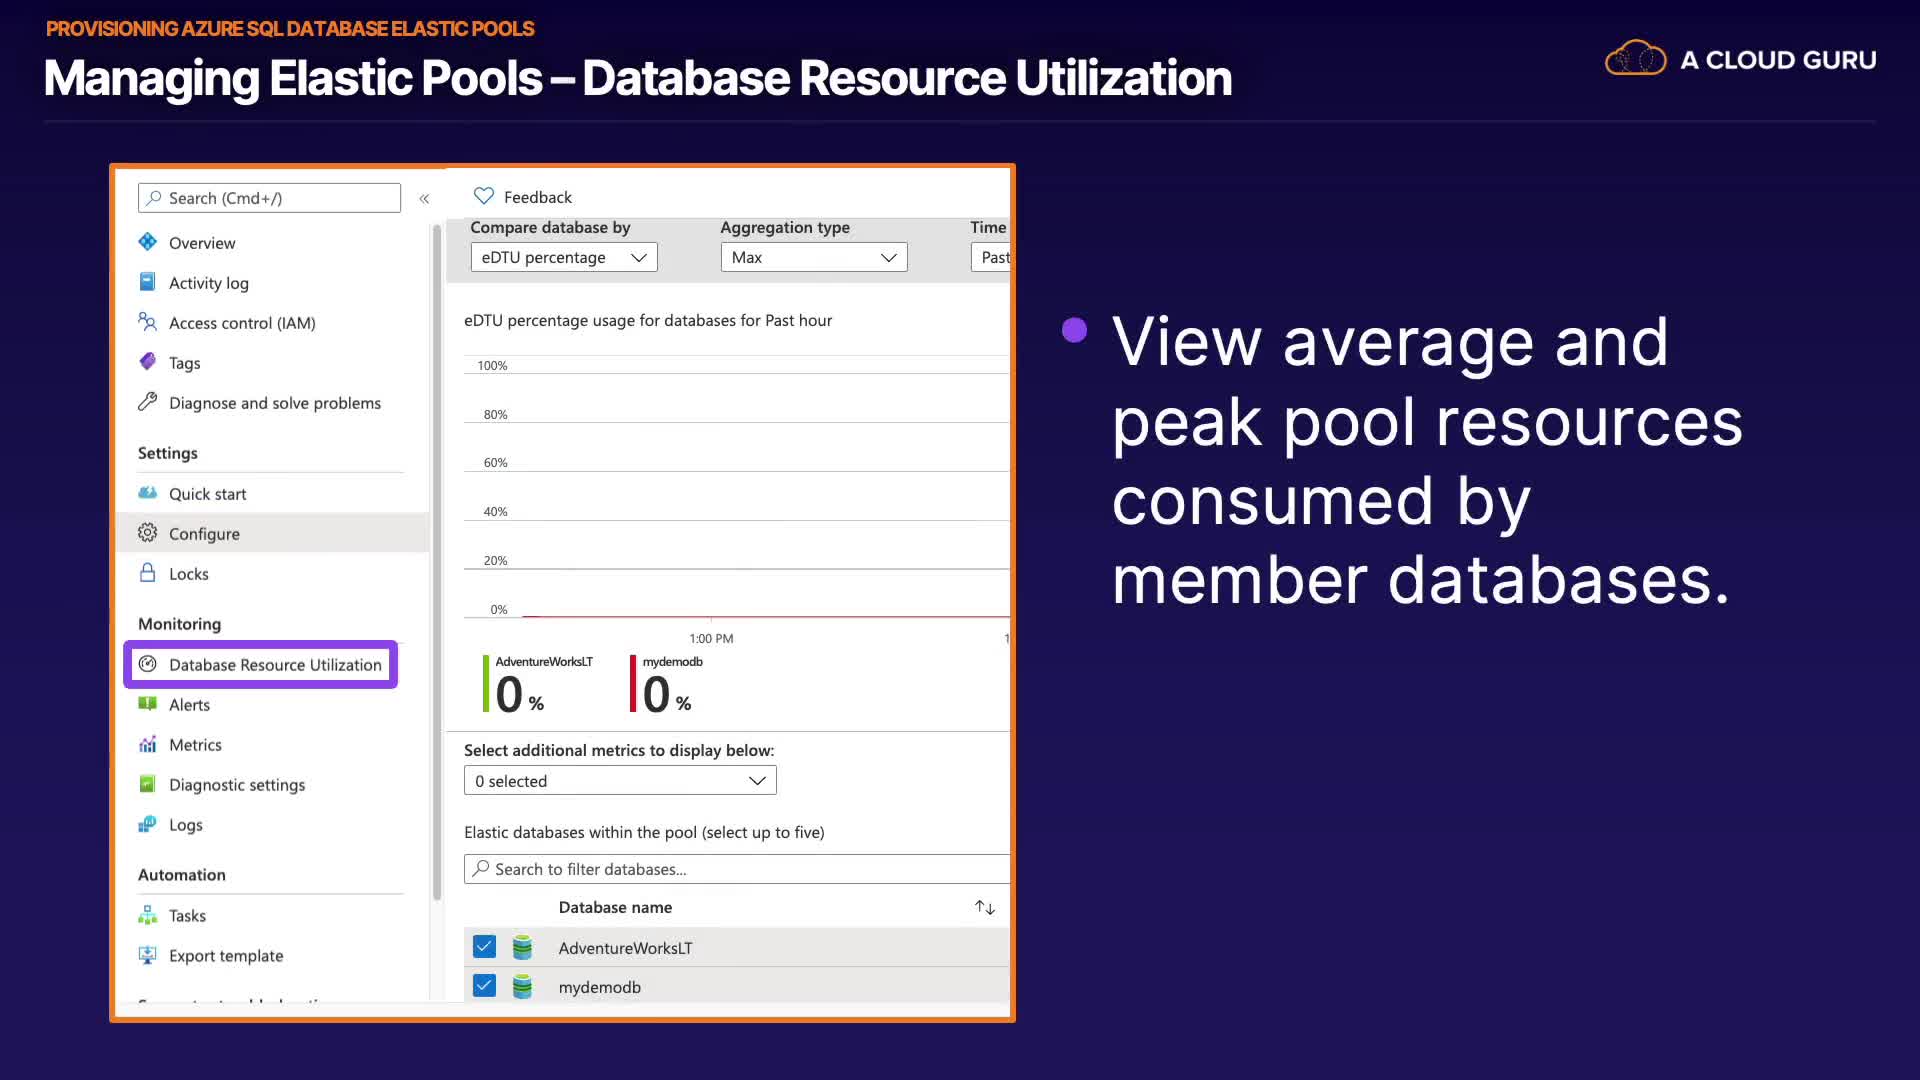 PROVISIONING AZURE SQL DATABASE ELASTIC POOLS
Managing Elastic Pools – Database Resource Utilization
A CLOUD GURU
Search (Cmd+/)
«
Overview
Activity log
Access control (IAM)
Tags
Diagnose and solve problems
Settings
Quick start
Configure
Locks
Monitoring
Database Resource Utilization
Alerts
Metrics
Diagnostic settings
Logs
Automation
Tasks
Export template
Feedback
Compare database by
Aggregation type
Time
eDTU percentage
Max
Past
eDTU percentage usage for databases for Past hour
100%
80%
60%
40%
20%
0%
1:00 PM
AdventureWorksLT
0 %
mydemodb
0 %
Select additional metrics to display below:
0 selected
Elastic databases within the pool (select up to five)
Search to filter databases...
Database name
AdventureWorksLT
mydemodb
• View average and
peak pool resources
consumed by
member databases.